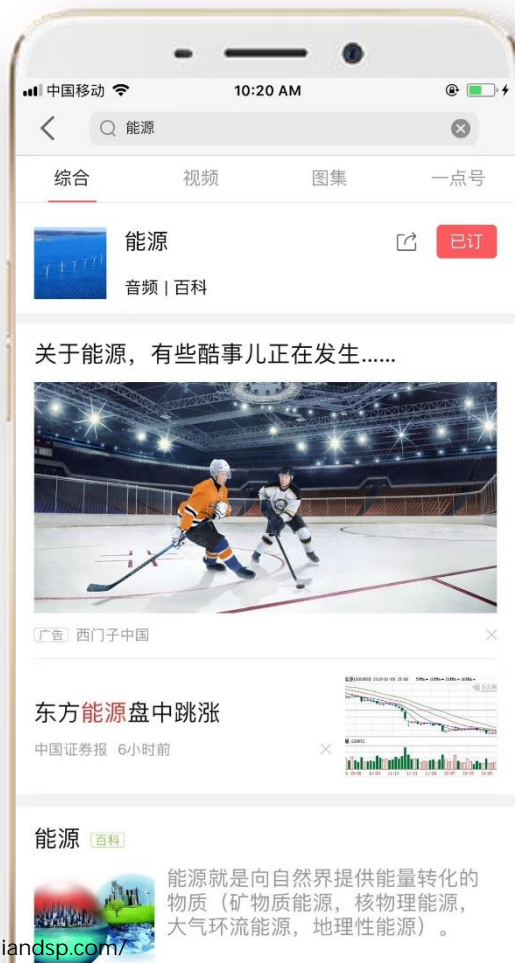 中国移动
10:20 AM
能源
综合 视频 图集 一点号
能源
已订
音频 | 百科
关于能源，有些酷事儿正在发生......
广告 西门子中国
东方能源盘中跳涨
中国证券报 6小时前
能源 百科
能源就是向自然界提供能量转化的
物质（矿物质能源，核物理能源，
大气环流能源，地理性能源）。
iandsp.com/